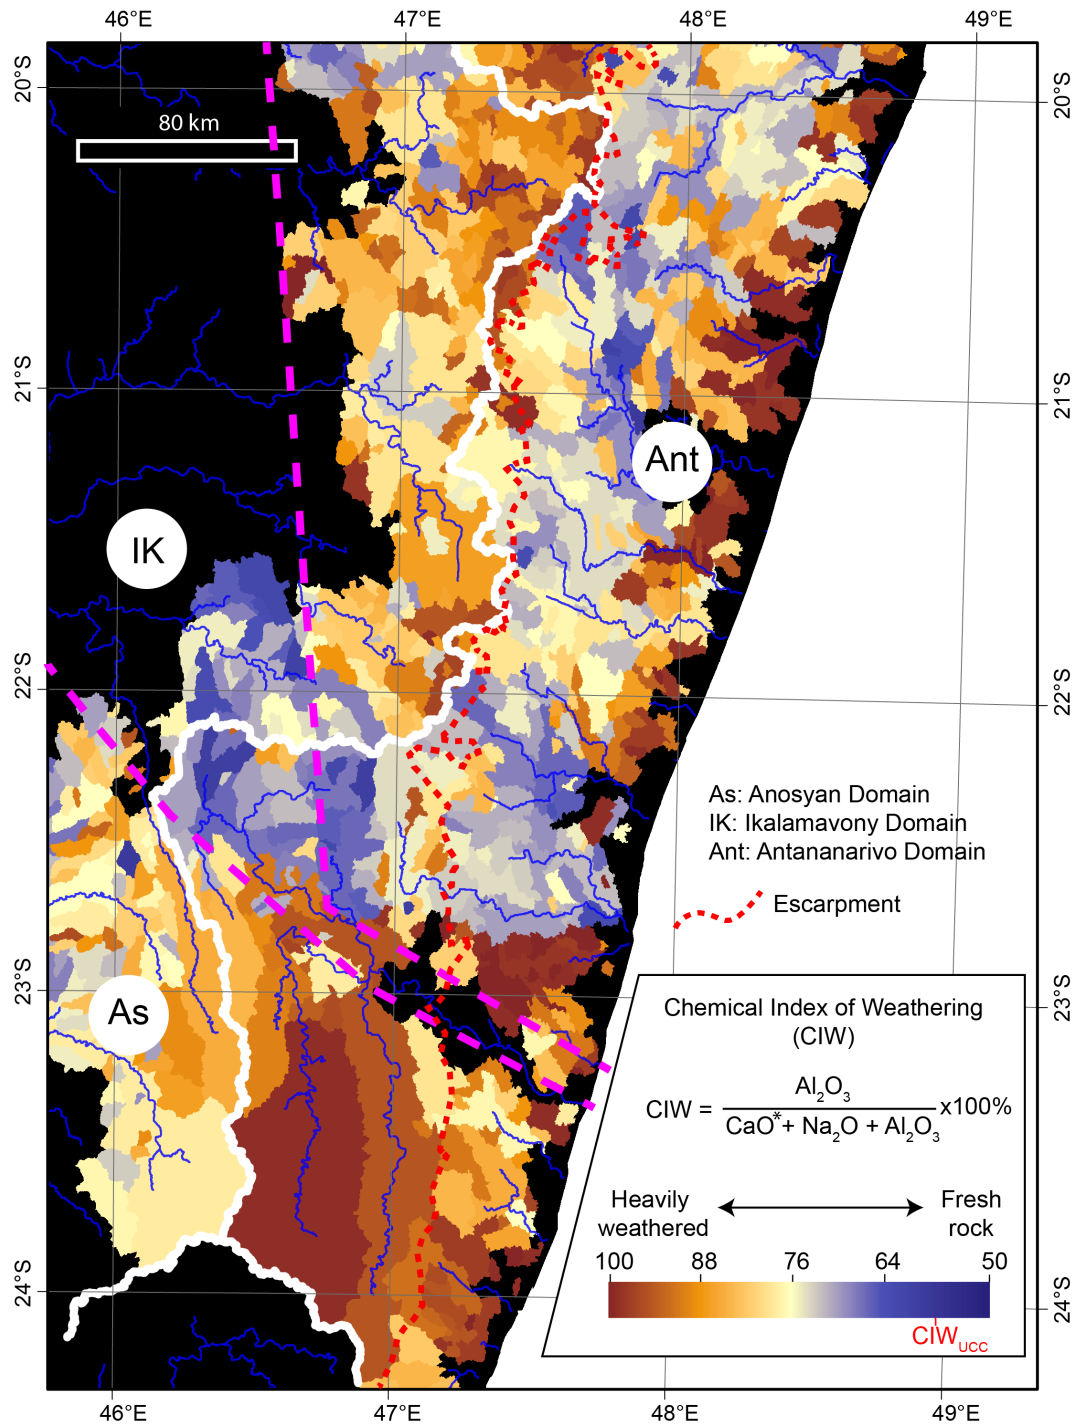 46°E 47°E 48°E 49°E
20°S 20°S
80 km
21°S 21°S
Ant
IK
22°S 22°S
As: Anosyan Domain
IK: Ikalamavony Domain
Ant: Antananarivo Domain
Escarpment
23°S 23°S
As
Chemical Index of Weathering
(CIW)
CIW = Al₂O₃ / CaO*+ Na₂O + Al₂O₃ x100%
Heavily weathered
Fresh rock
100 88 76 64 50
CIW UCC
24°S 24°S
46°E 47°E 48°E 49°E